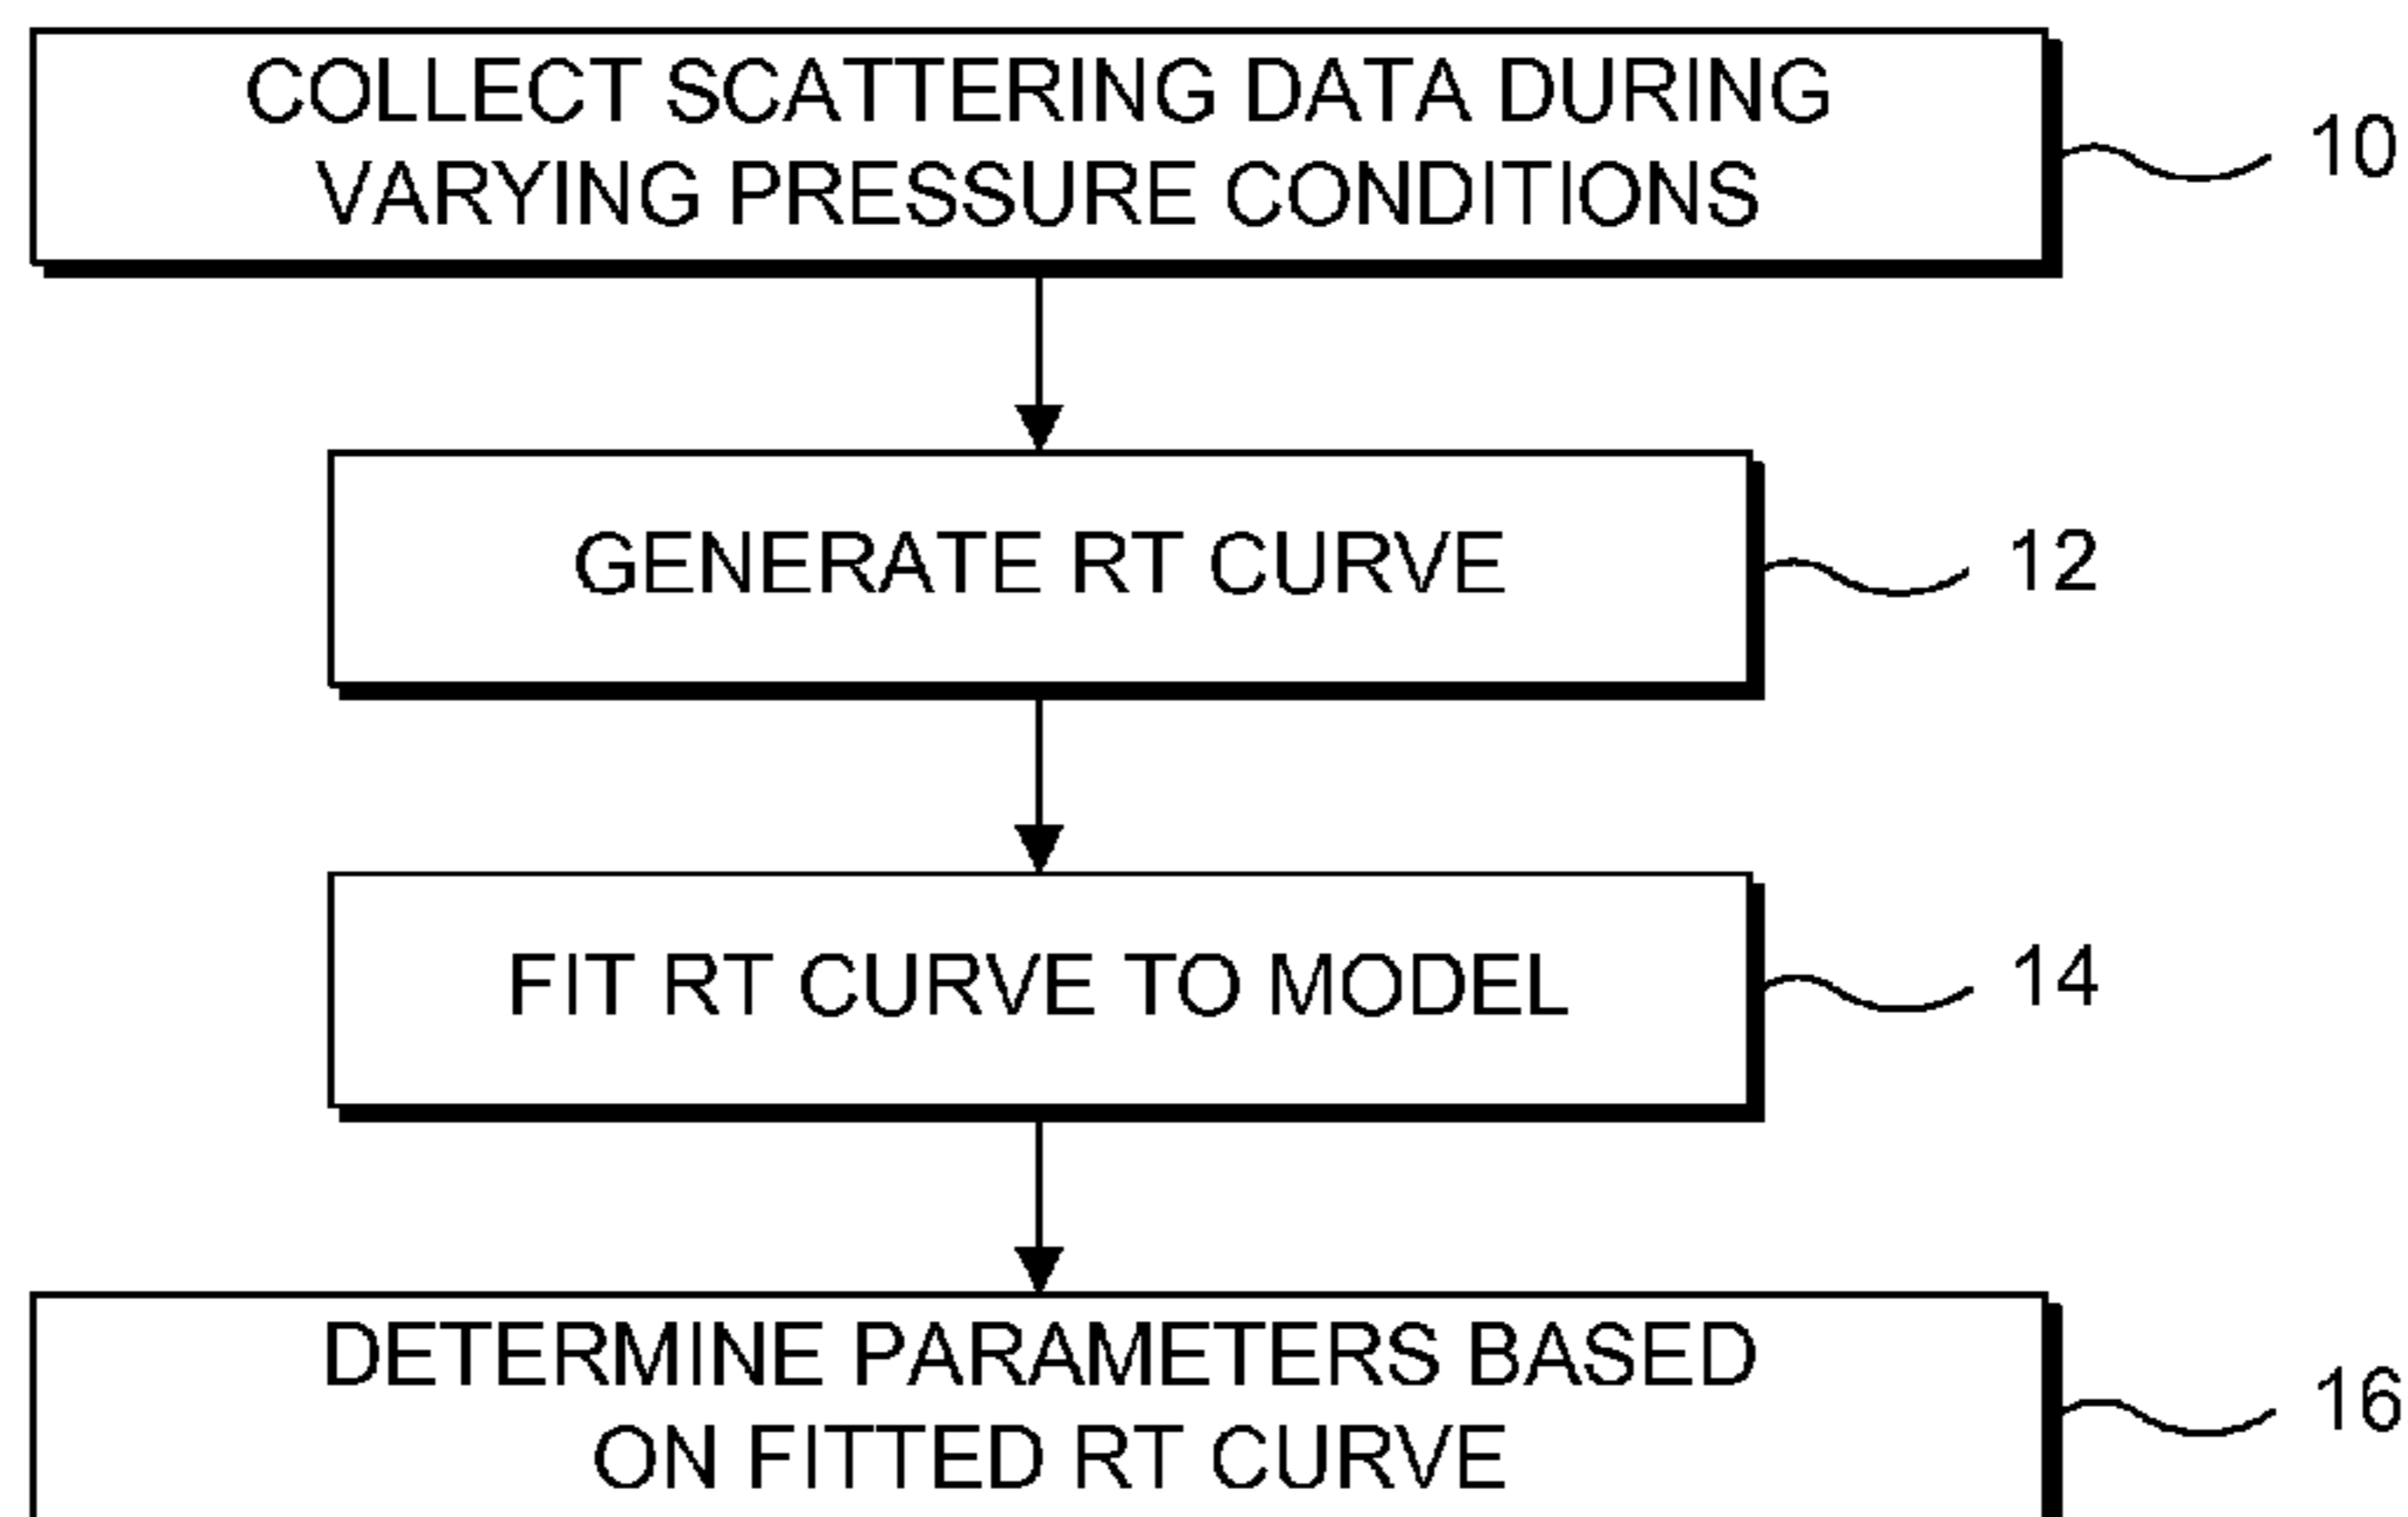 COLLECT SCATTERING DATA DURING
VARYING PRESSURE CONDITIONS
10
GENERATE RT CURVE
12
FIT RT CURVE TO MODEL
14
DETERMINE PARAMETERS BASED
ON FITTED RT CURVE
16